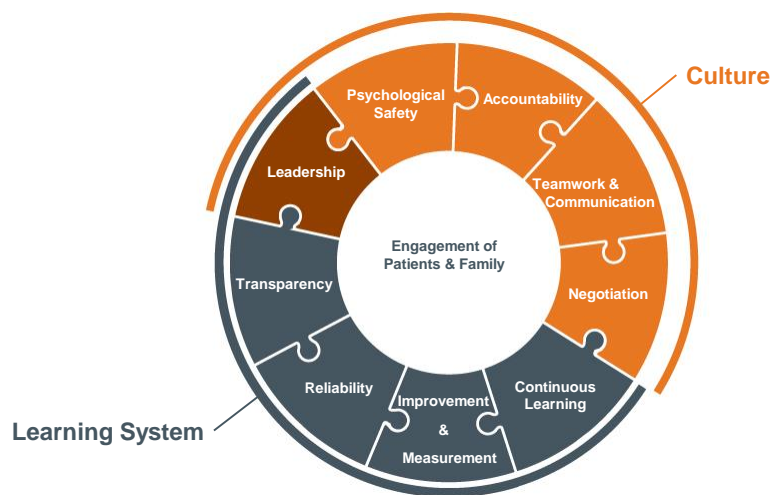 Culture
Psychological
Safety
Accountability
Leadership
Teamwork &
Communication
Engagement of
Patients & Family
Transparency
Negotiation
Reliability
Improvement
&
Measurement
Continuous
Learning
Learning System